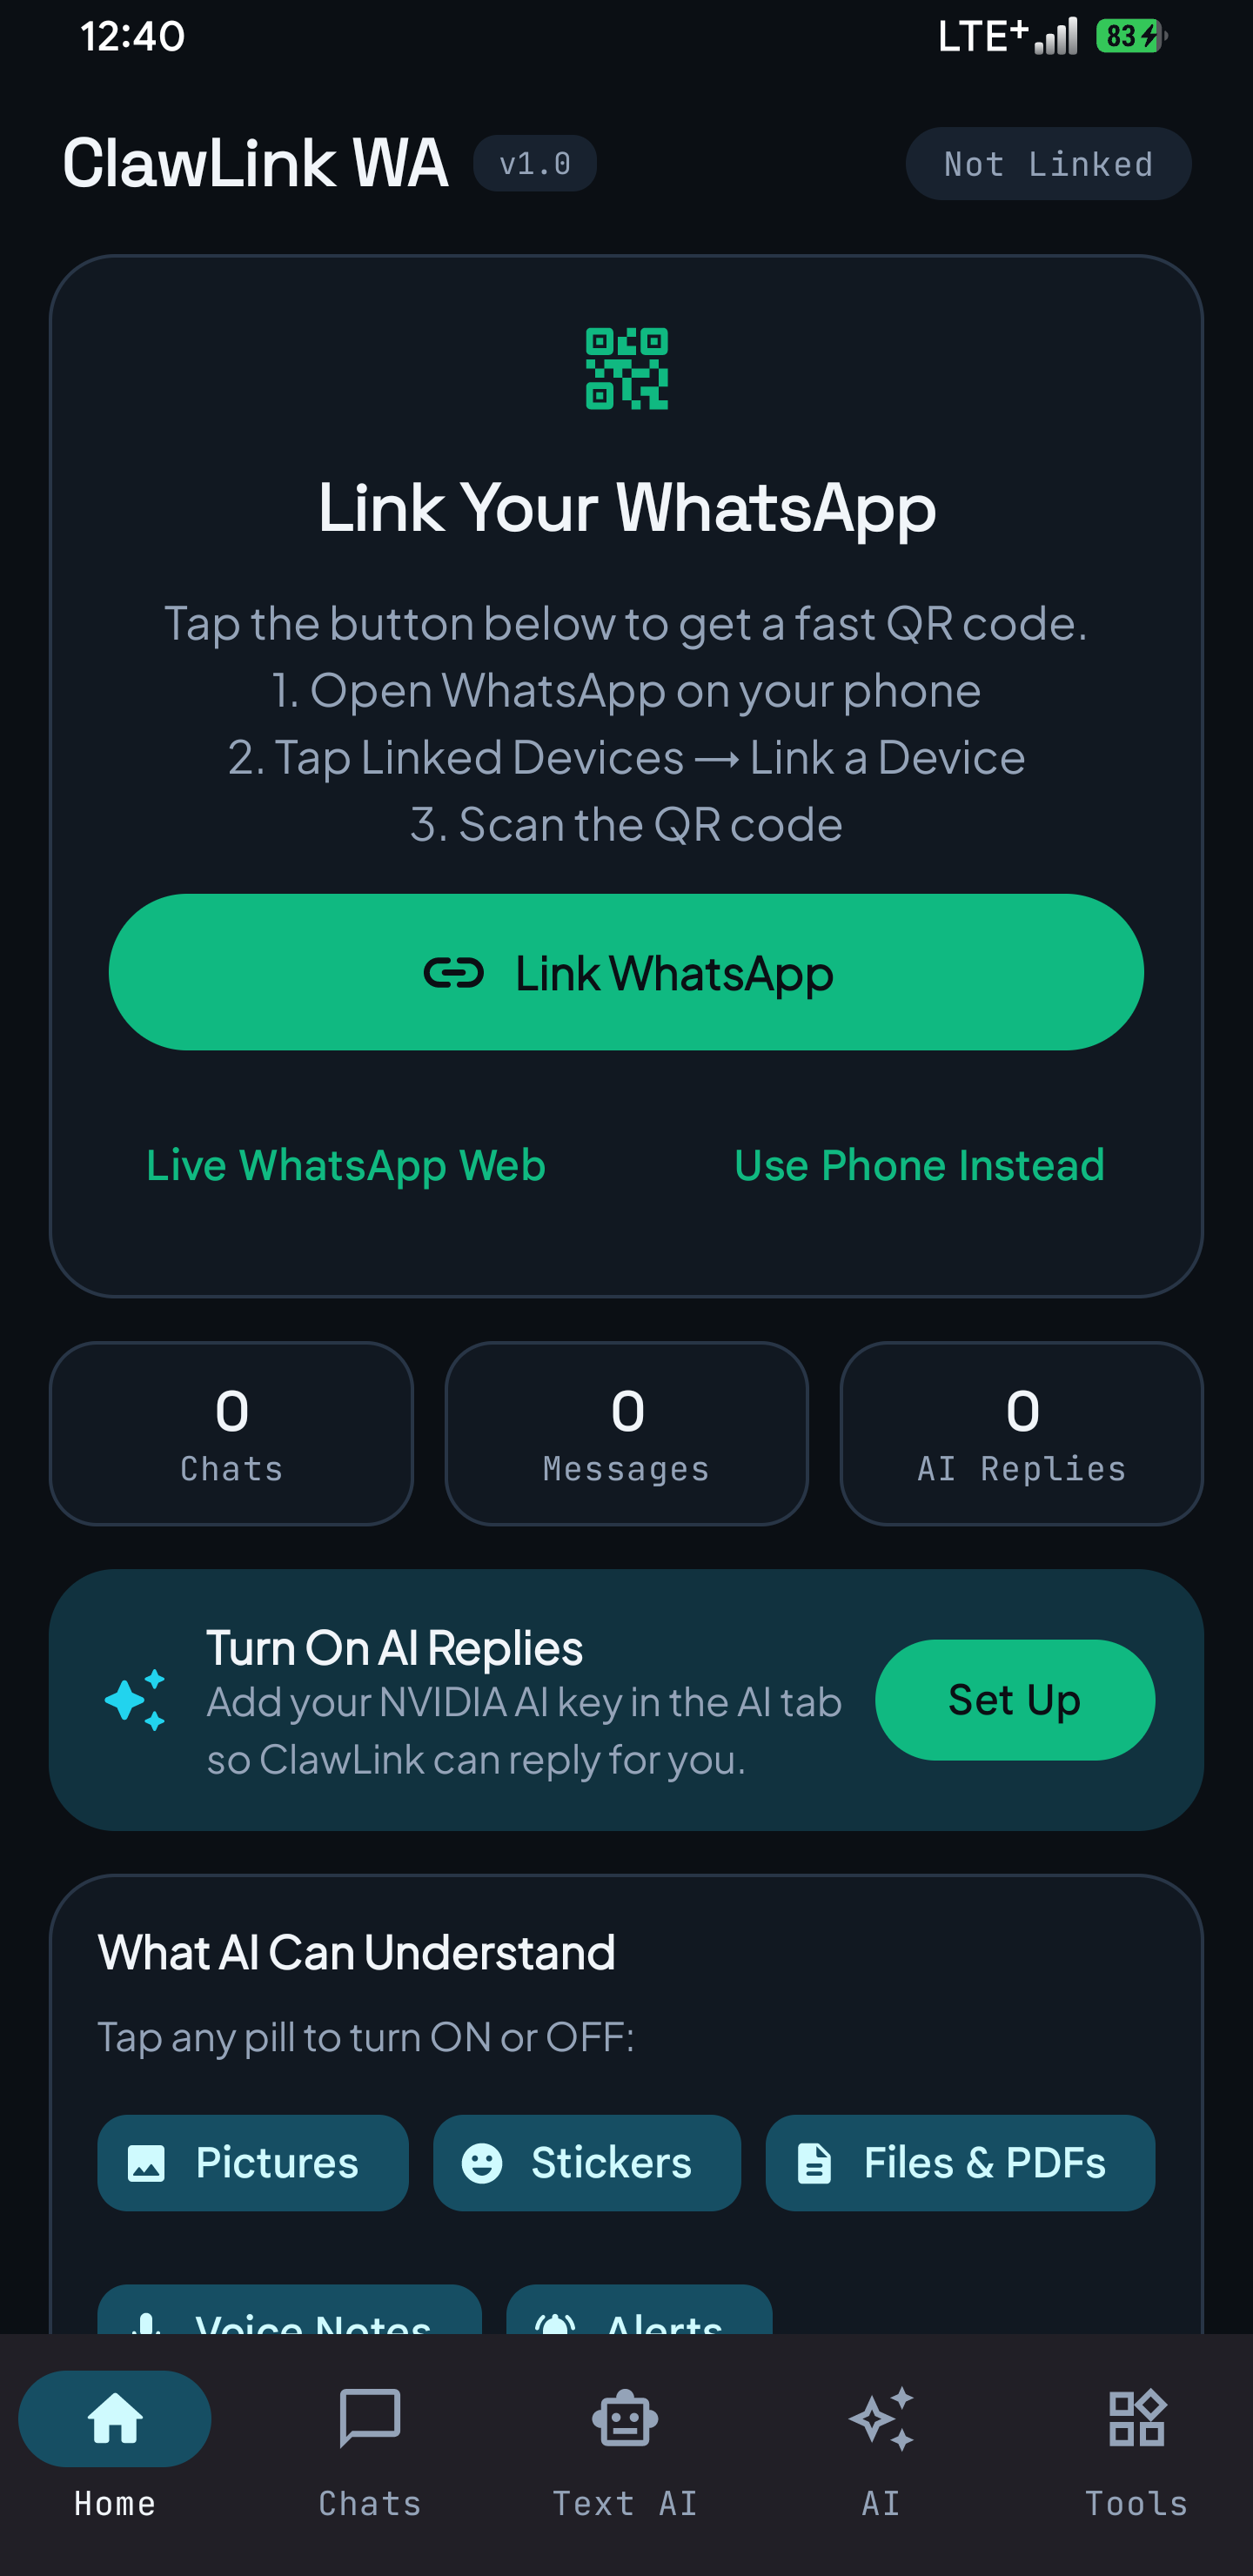 12:40
LTE+ 83
ClawLink WA v1.0 Not Linked
Link Your WhatsApp
Tap the button below to get a fast QR code.
1. Open WhatsApp on your phone
2. Tap Linked Devices → Link a Device
3. Scan the QR code
Link WhatsApp
Live WhatsApp Web Use Phone Instead
0 0 0
Chats Messages AI Replies
Turn On AI Replies
Add your NVIDIA AI key in the AI tab
so ClawLink can reply for you.
Set Up
What AI Can Understand
Tap any pill to turn ON or OFF:
Pictures Stickers Files & PDFs
Voice Notes Alerts
Home Chats Text AI AI Tools